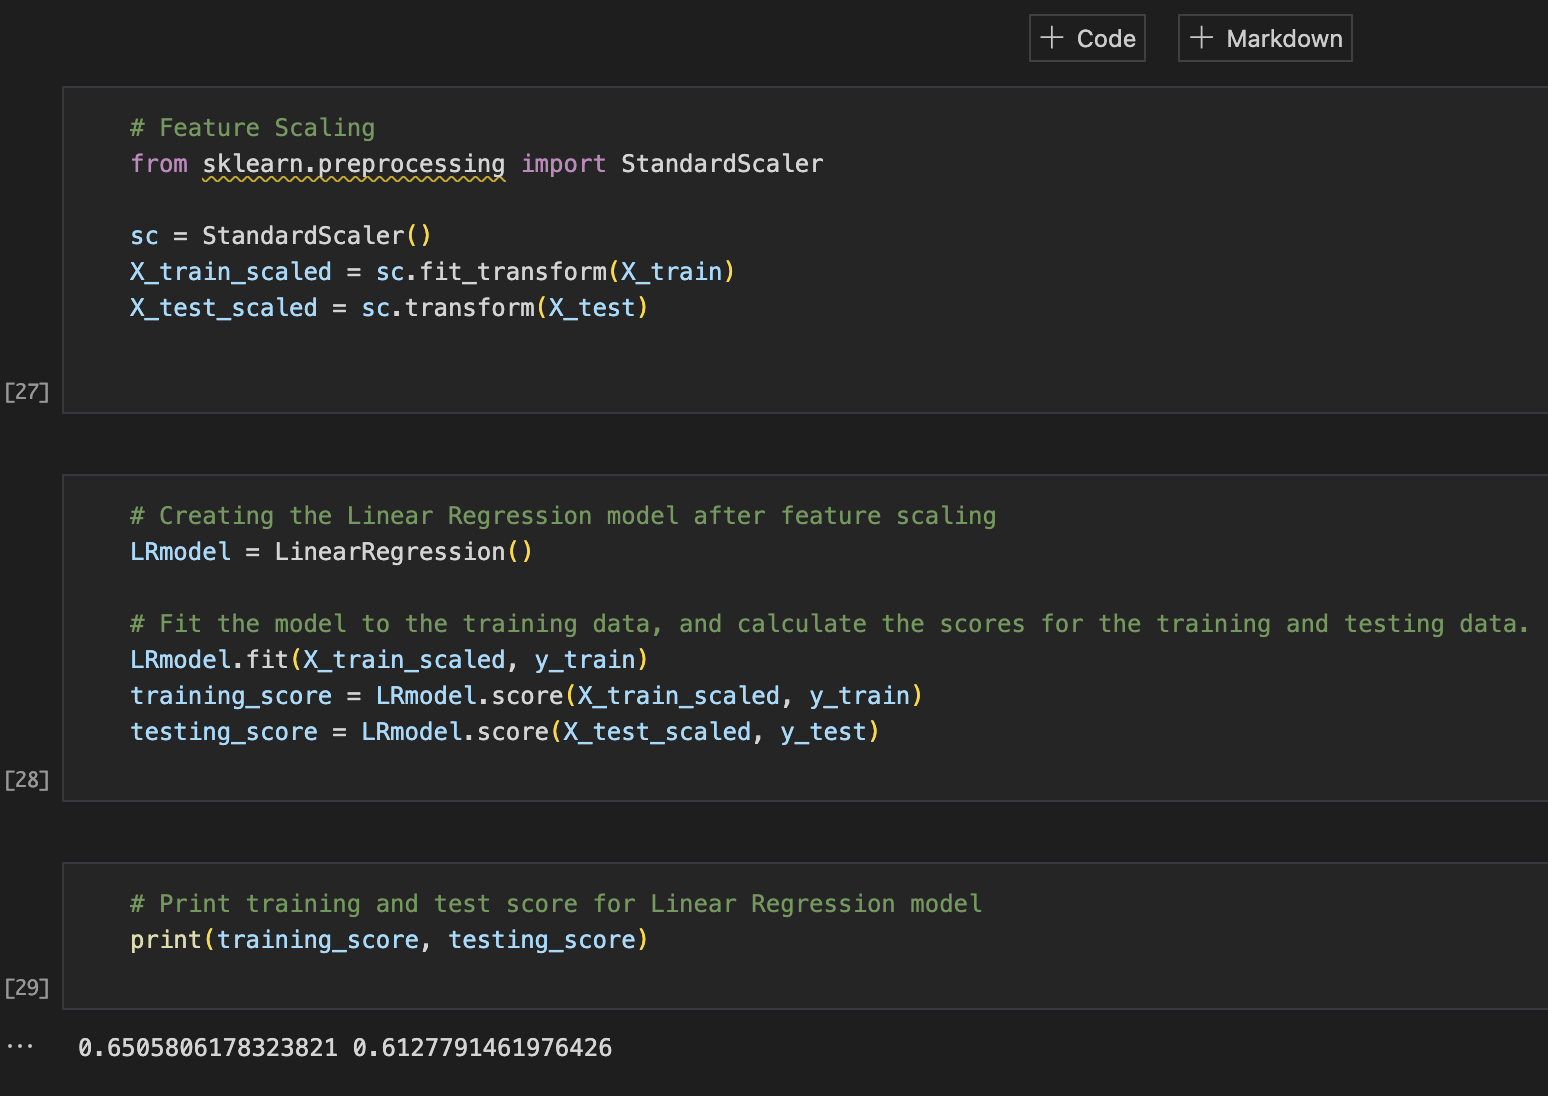 + Code + Markdown
# Feature Scaling
from sklearn.preprocessing import StandardScaler
sc = StandardScaler()
X_train_scaled = sc.fit_transform(X_train)
X_test_scaled = sc.transform(X_test)
[27]
# Creating the Linear Regression model after feature scaling
LRmodel = LinearRegression()
# Fit the model to the training data, and calculate the scores for the training and testing data.
LRmodel.fit(X_train_scaled, y_train)
training_score = LRmodel.score(X_train_scaled, y_train)
testing_score = LRmodel.score(X_test_scaled, y_test)
[28]
# Print training and test score for Linear Regression model
print(training_score, testing_score)
[29]
... 0.6505806178323821 0.6127791461976426